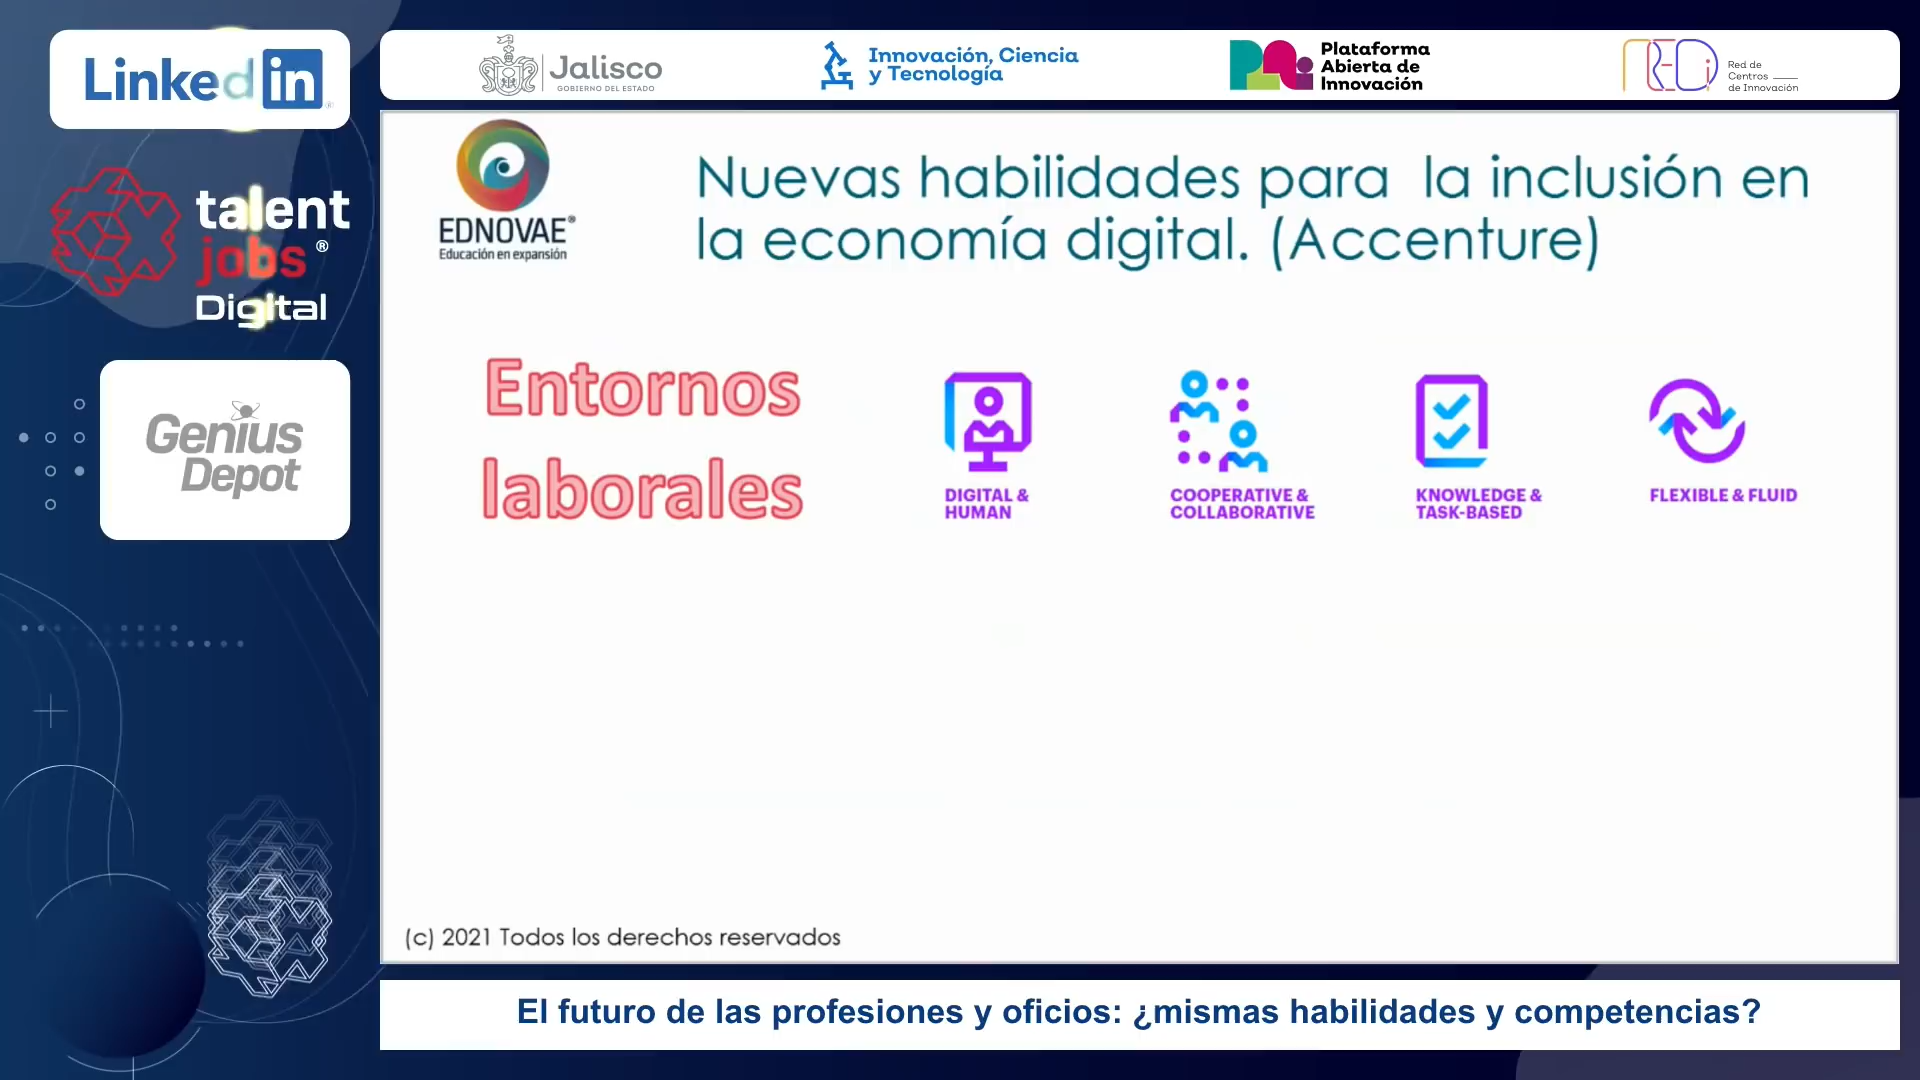 LinkedIn
Jalisco
GOBIERNO DEL ESTADO
Innovación, Ciencia
y Tecnología
Plataforma
Abierta de
Innovación
REDi
Red de
Centros
de Innovación
talent
jobs ®
Digital
Genius
Depot
EDNOVAE®
Educación en expansión
Nuevas habilidades para la inclusión en
la economía digital. (Accenture)
Entornos
laborales
DIGITAL &
HUMAN
COOPERATIVE &
COLLABORATIVE
KNOWLEDGE &
TASK-BASED
FLEXIBLE & FLUID
(c) 2021 Todos los derechos reservados
El futuro de las profesiones y oficios: ¿mismas habilidades y competencias?